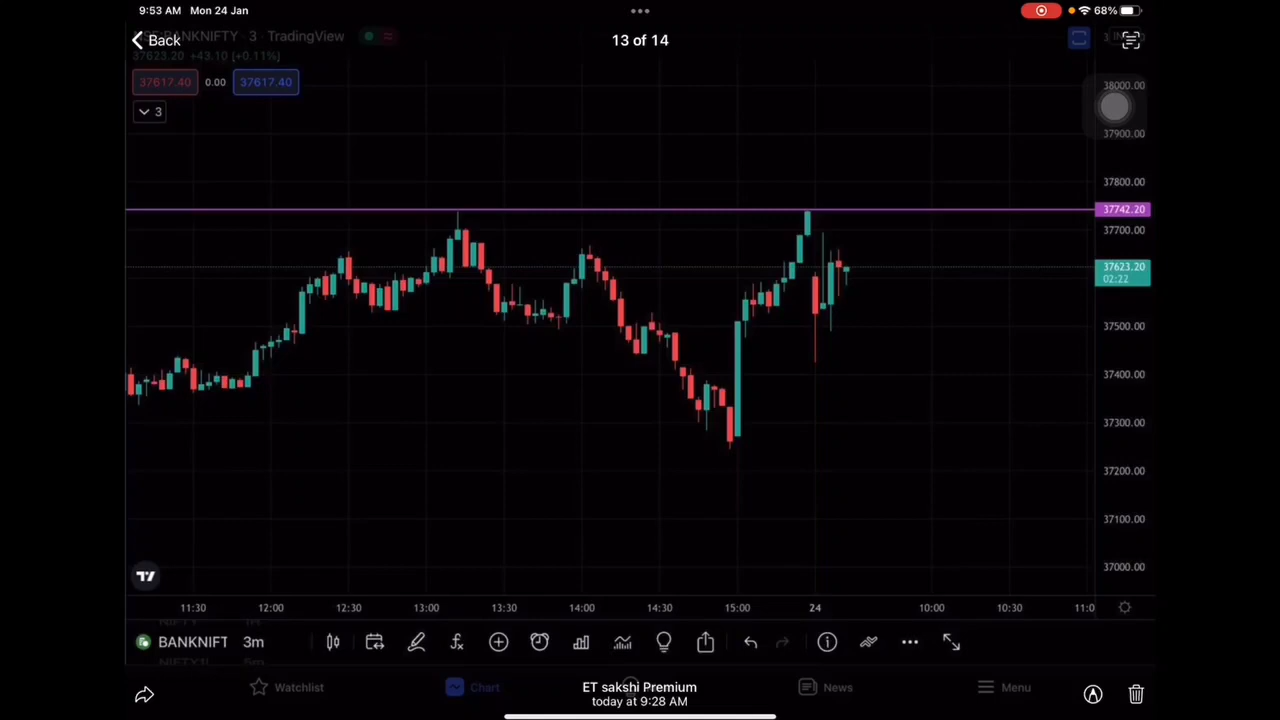 9:53 AM Mon 24 Jan
68%
Back
BANKNIFTY · 3 · TradingView
13 of 14
37623.20 +43.10 (+0.11%)
37617.40 0.00 37617.40
3
38000.00
37900.00
37800.00
37742.20
37700.00
37623.20
02:22
37500.00
37400.00
37300.00
37200.00
37100.00
37000.00
11:30 12:00 12:30 13:00 13:30 14:00 14:30 15:00 24 10:00 10:30 11:0
BANKNIFT 3m
Watchlist Chart News Menu
ET sakshi Premium
today at 9:28 AM